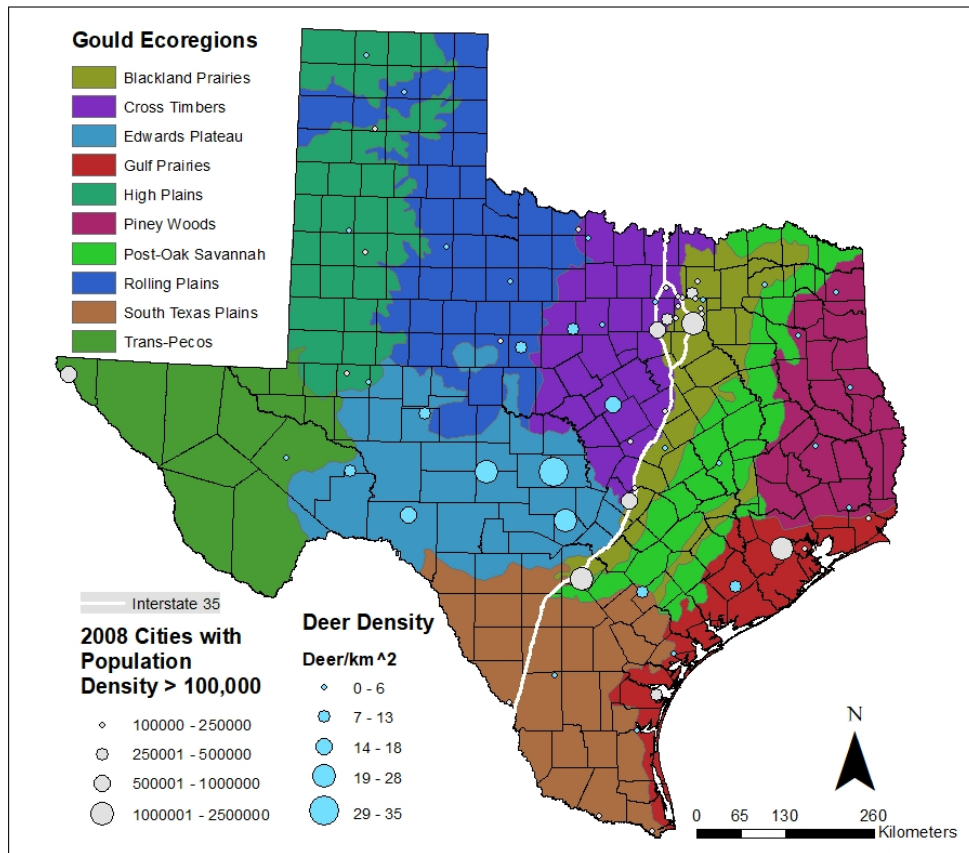 Gould Ecoregions
Blackland Prairies
Cross Timbers
Edwards Plateau
Gulf Prairies
High Plains
Piney Woods
Post-Oak Savannah
Rolling Plains
South Texas Plains
Trans-Pecos
Interstate 35
2008 Cities with
Population
Density > 100,000
100000 - 250000
250001 - 500000
500001 - 1000000
1000001 - 2500000
Deer Density
Deer/km^2
0 - 6
7 - 13
14 - 18
19 - 28
29 - 35
N
0 65 130 260
Kilometers